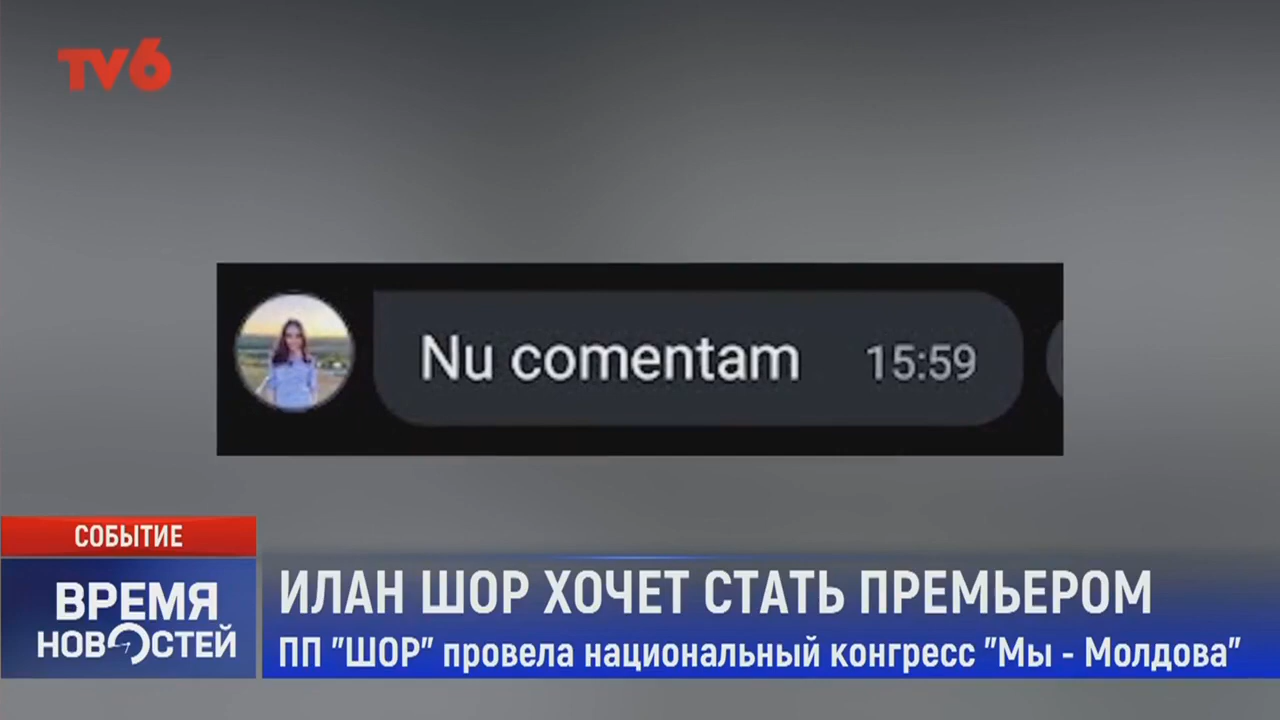 TV6
Nu comentam 15:59
СОБЫТИЕ
ВРЕМЯ
НОВОСТЕЙ
ИЛАН ШОР ХОЧЕТ СТАТЬ ПРЕМЬЕРОМ
ПП "ШОР" провела национальный конгресс "Мы - Молдова"